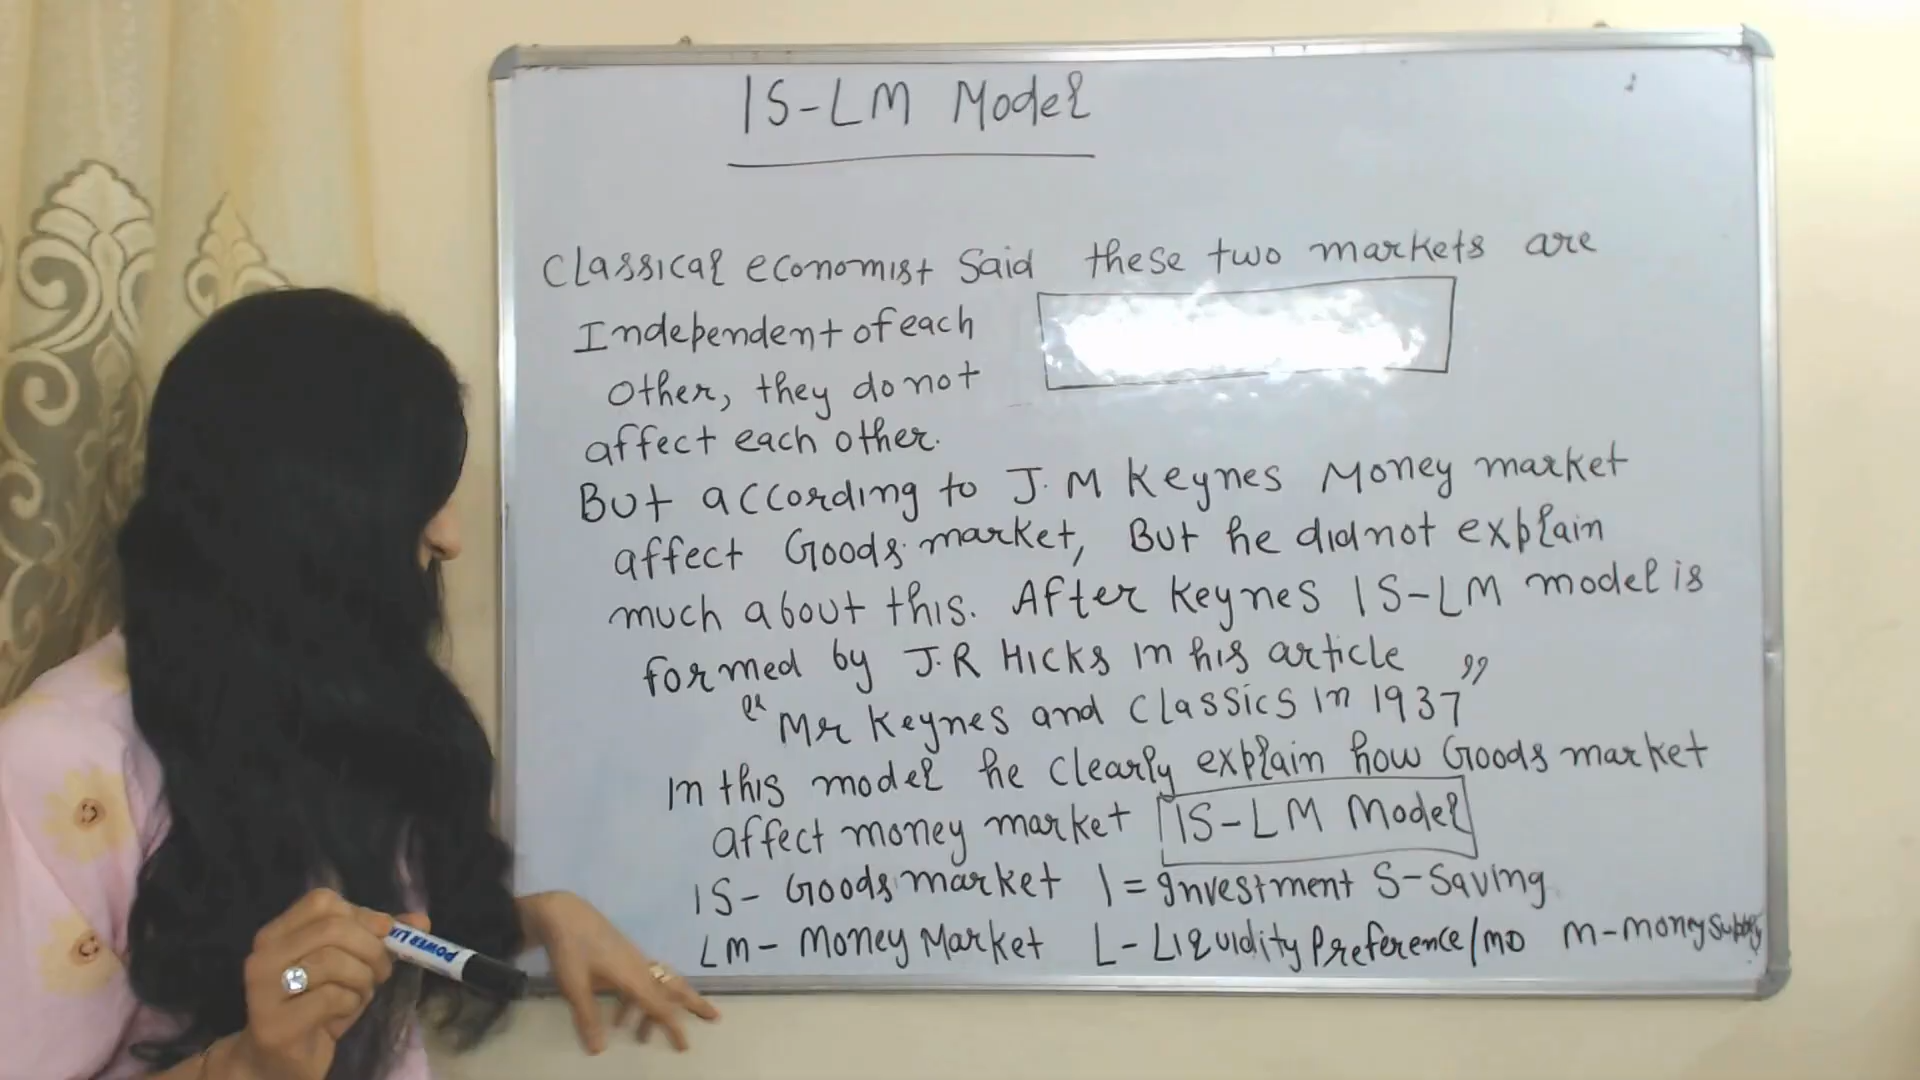 IS-LM Model
Classical economist Said these two markets are
Independent of each
Other, they do not
affect each other.
But according to J.M Keynes Money market
affect Goods market, But he did not explain
much about this. After Keynes IS-LM model is
formed by J.R Hicks in his article
"Mr Keynes and Classics in 1937"
In this model he clearly explain how Goods market
affect money market IS-LM Model
IS- Goods market I = Investment S-Saving
LM- Money Market L-Liquidity Preference/MD M-money supply
POWER LIN